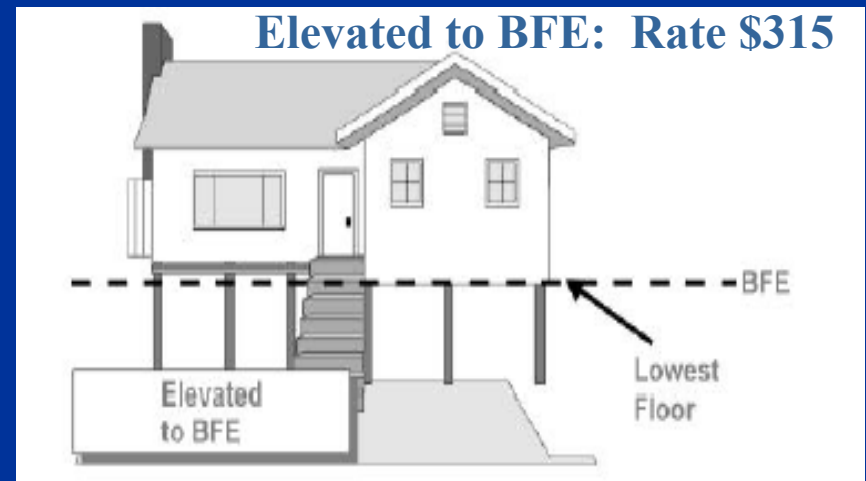 Elevated to BFE: Rate $315
BFE
Lowest
Floor
Elevated
to BFE